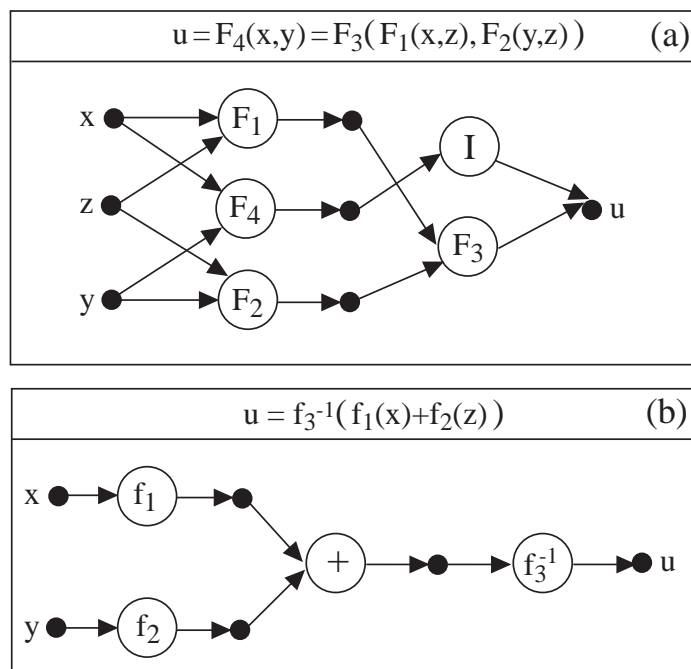 u = F₄(x,y) = F₃( F₁(x,z), F₂(y,z) ) (a)
x F₁
I
z F₄ u
F₃
y F₂
u = f₃⁻¹( f₁(x)+f₂(z) ) (b)
x f₁
+ f₃⁻¹ u
y f₂